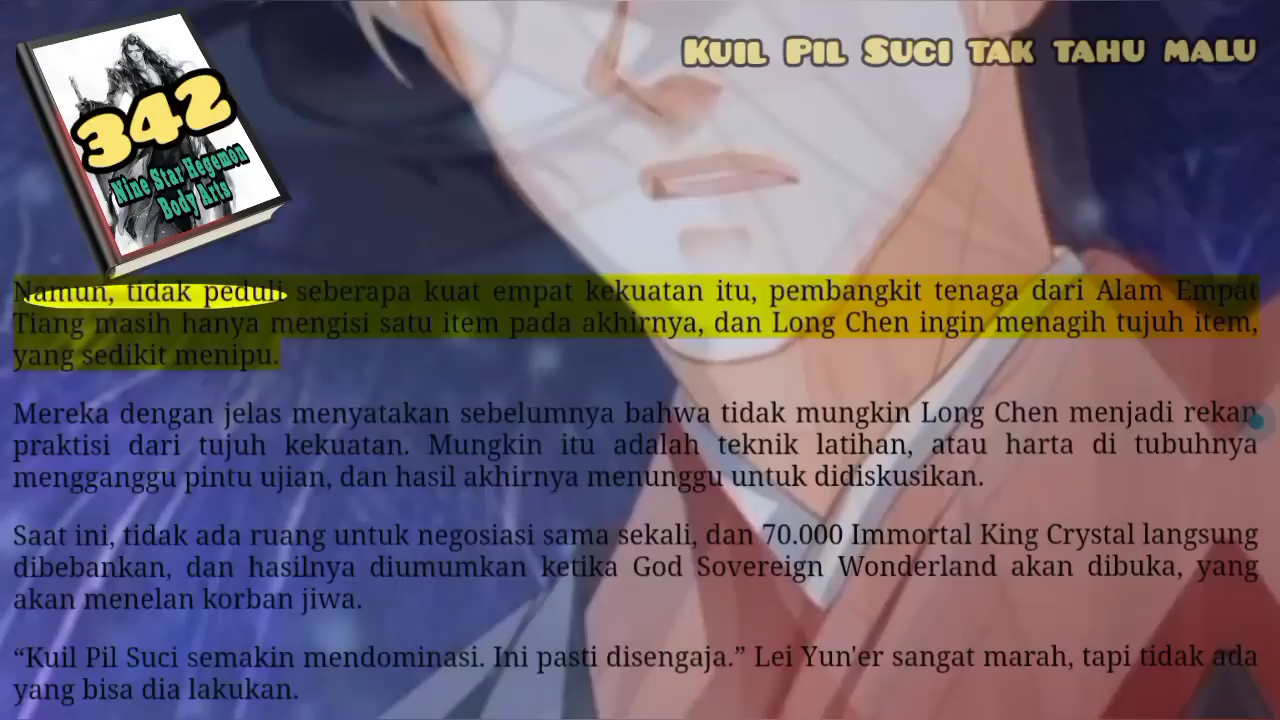 Kuil Pil Suci tak tahu malu
342
Nine Star Hegemon
Body Arts
Namun, tidak peduli seberapa kuat empat kekuatan itu, pembangkit tenaga dari Alam Empat
Tiang masih hanya mengisi satu item pada akhirnya, dan Long Chen ingin menagih tujuh item,
yang sedikit menipu.
Mereka dengan jelas menyatakan sebelumnya bahwa tidak mungkin Long Chen menjadi rekan
praktisi dari tujuh kekuatan. Mungkin itu adalah teknik latihan, atau harta di tubuhnya
mengganggu pintu ujian, dan hasil akhirnya menunggu untuk didiskusikan.
Saat ini, tidak ada ruang untuk negosiasi sama sekali, dan 70.000 Immortal King Crystal langsung
dibebankan, dan hasilnya diumumkan ketika God Sovereign Wonderland akan dibuka, yang
akan menelan korban jiwa.
“Kuil Pil Suci semakin mendominasi. Ini pasti disengaja.” Lei Yun'er sangat marah, tapi tidak ada
yang bisa dia lakukan.